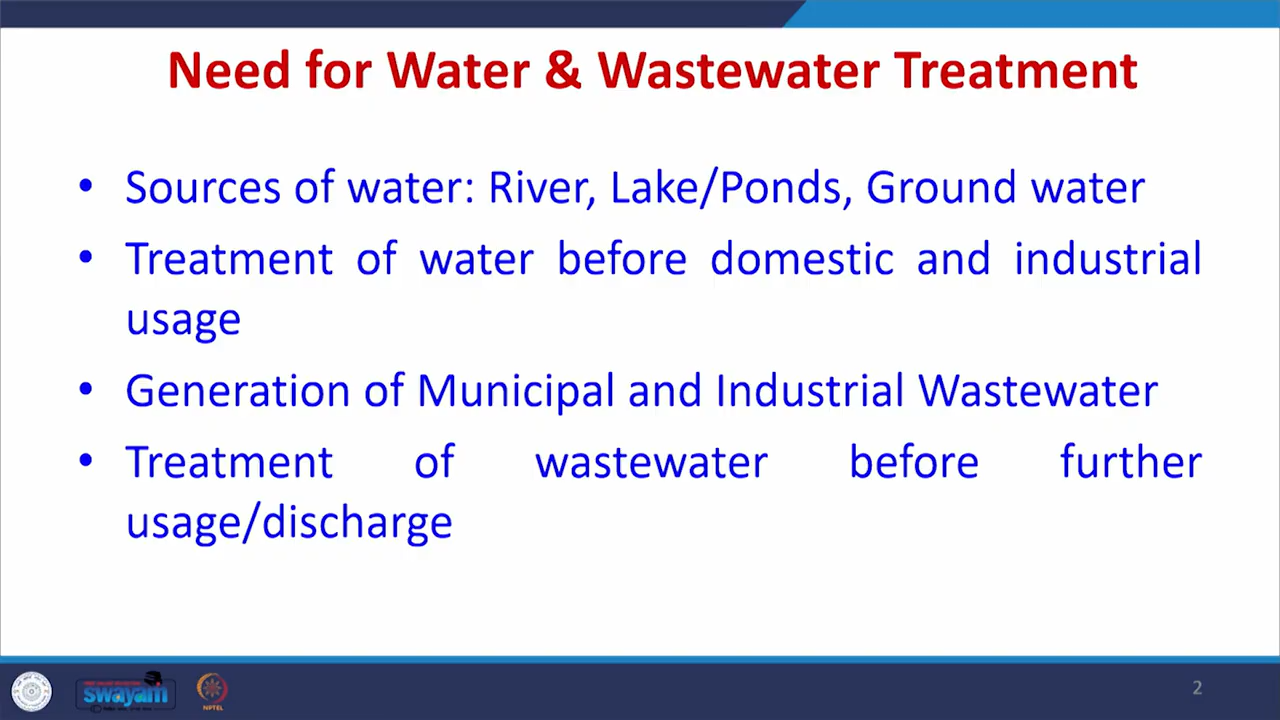 Need for Water & Wastewater Treatment
• Sources of water: River, Lake/Ponds, Ground water
• Treatment of water before domestic and industrial
usage
• Generation of Municipal and Industrial Wastewater
• Treatment of wastewater before further
usage/discharge
swayam
NPTEL
2